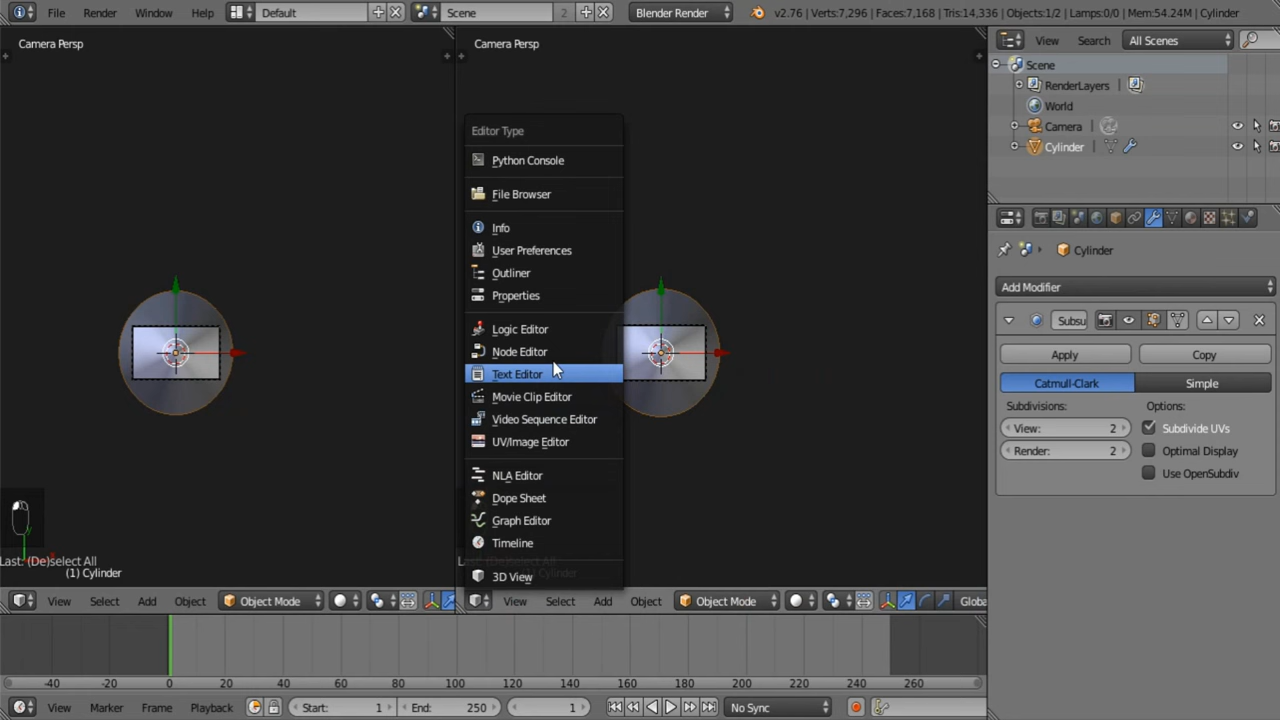 File Render Window Help Default Scene 2 Blender Render v2.76 | Verts:7,296 | Faces:7,168 | Tris:14,336 | Objects:1/2 | Lamps:0/0 | Mem:54.24M | Cylinder
Camera Persp
Camera Persp
View Search All Scenes
Scene
RenderLayers
World
Camera
Cylinder
Editor Type
Python Console
File Browser
Info
User Preferences
Outliner
Properties
Logic Editor
Node Editor
Text Editor
Movie Clip Editor
Video Sequence Editor
UV/Image Editor
NLA Editor
Dope Sheet
Graph Editor
Timeline
3D View
Cylinder
Add Modifier
Subsu
Apply Copy
Catmull-Clark Simple
Subdivisions: Options:
View: 2 Subdivide UVs
Render: 2 Optimal Display
Use OpenSubdiv
Last: (De)select All
(1) Cylinder
View Select Add Object Object Mode
View Select Add Object Object Mode Globa
-40 -20 0 20 40 60 80 100 120 140 160 180 200 220 240 260
View Marker Frame Playback Start: 1 End: 250 1 No Sync